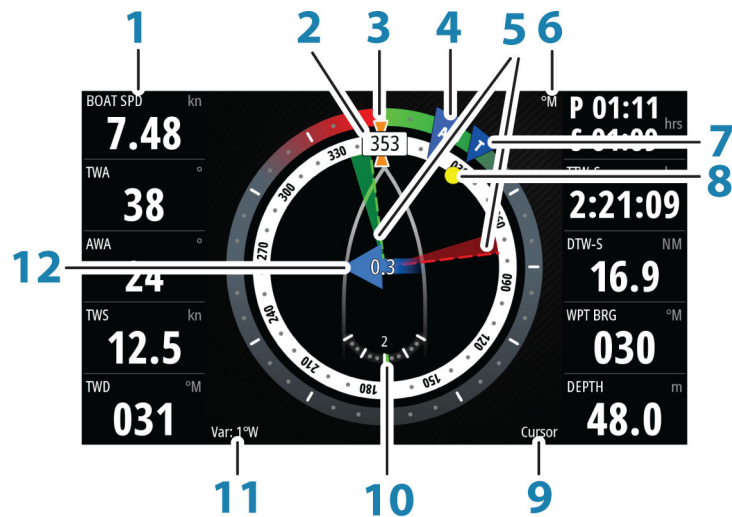 1
2
3
4
5
6
7
8
9
10
11
12
BOAT SPD kn
7.48
TWA °
38
AWA °
24
TWS kn
12.5
TWD °M
031
°M
353
330
300
270
240
210
180
150
120
090
A
T
0.3
2
Var: 1°W
Cursor
P 01:11
hrs
2:21:09
DTW-S NM
16.9
WPT BRG °M
030
DEPTH m
48.0